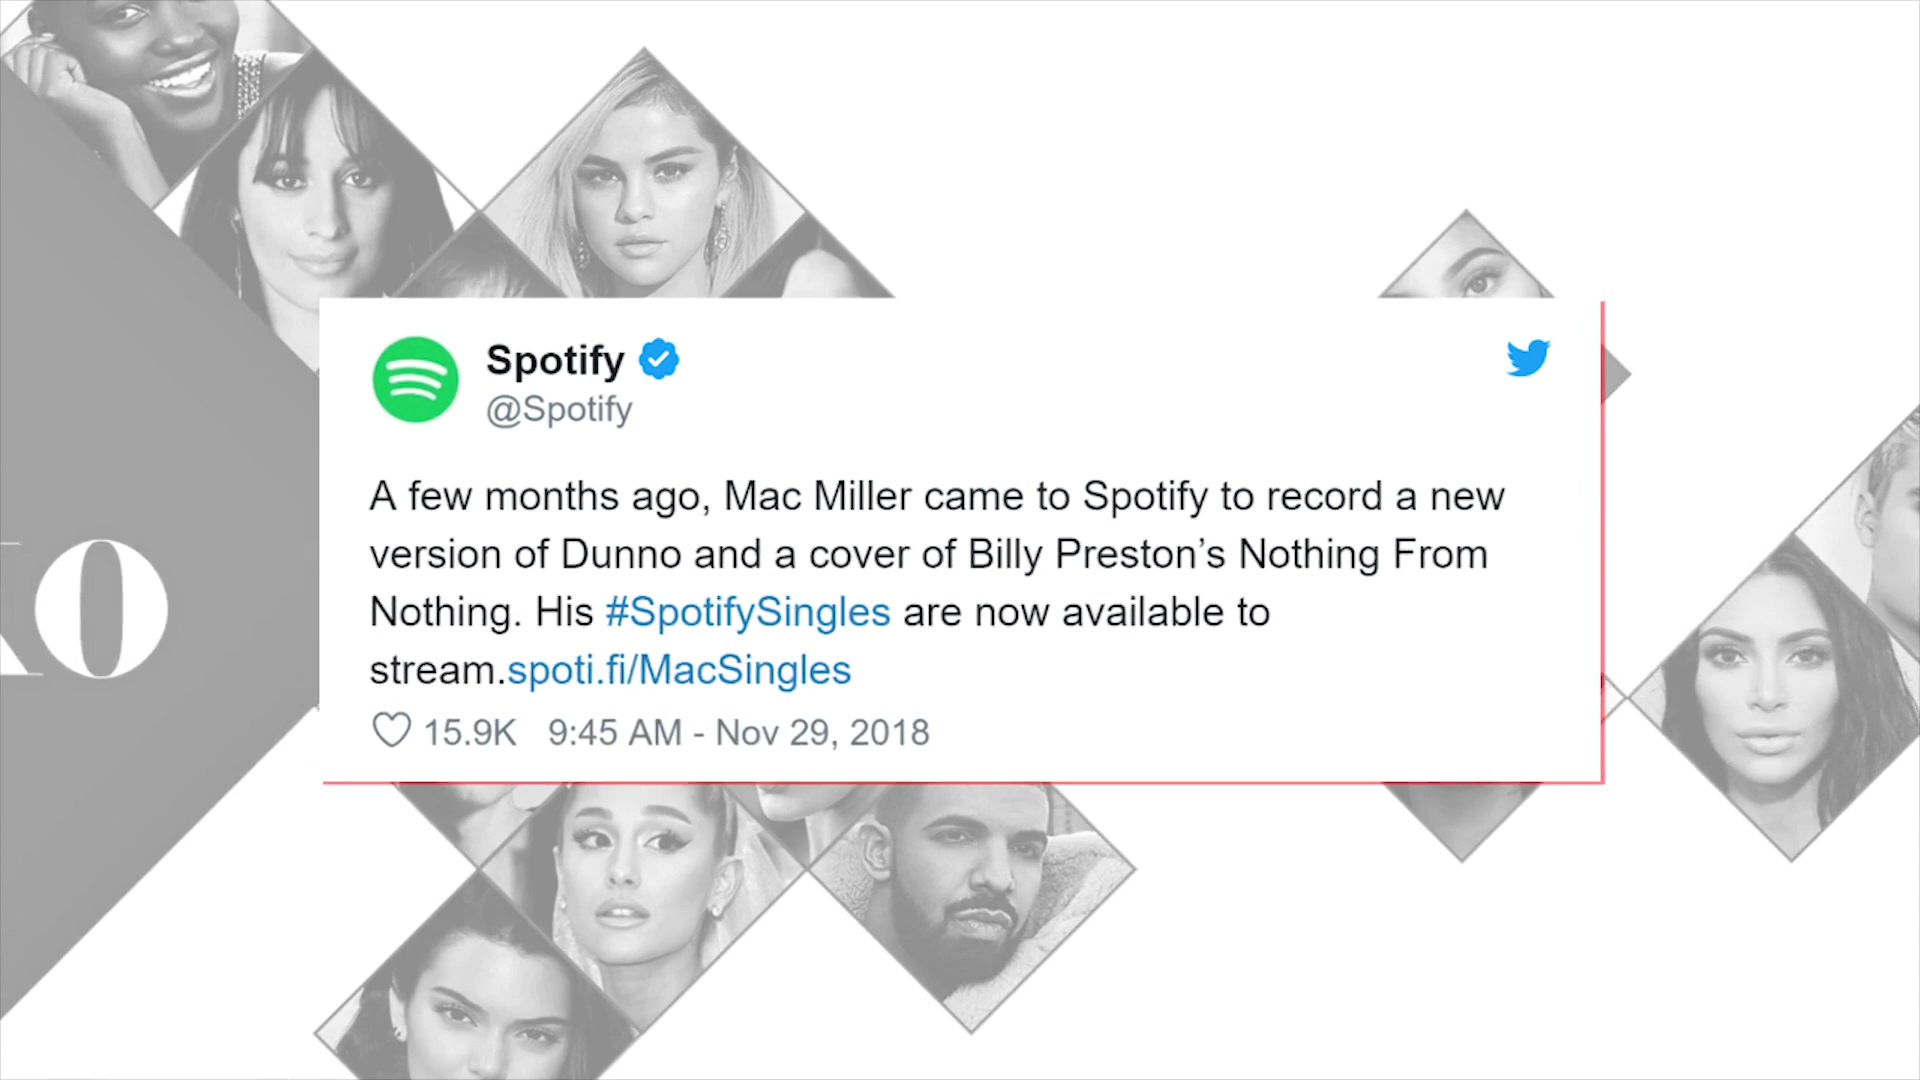 Spotify
@Spotify
A few months ago, Mac Miller came to Spotify to record a new
version of Dunno and a cover of Billy Preston’s Nothing From
Nothing. His #SpotifySingles are now available to
stream.spoti.fi/MacSingles
15.9K 9:45 AM - Nov 29, 2018